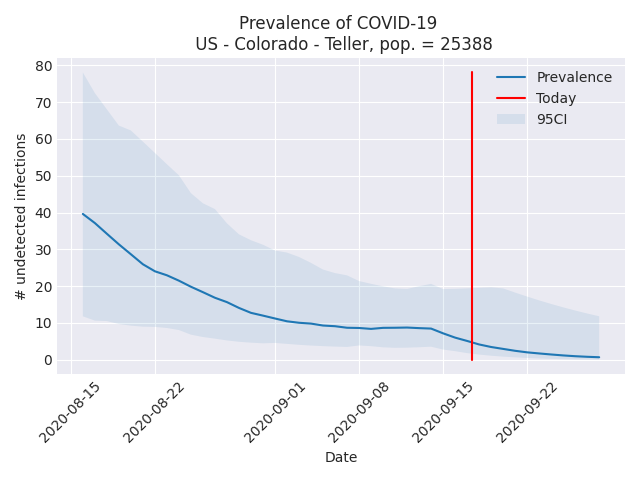 Prevalence of COVID-19
US - Colorado - Teller, pop. = 25388
# undetected infections
80
70
60
50
40
30
20
10
0
Prevalence
Today
95CI
2020-08-15
2020-08-22
2020-09-01
2020-09-08
2020-09-15
2020-09-22
Date